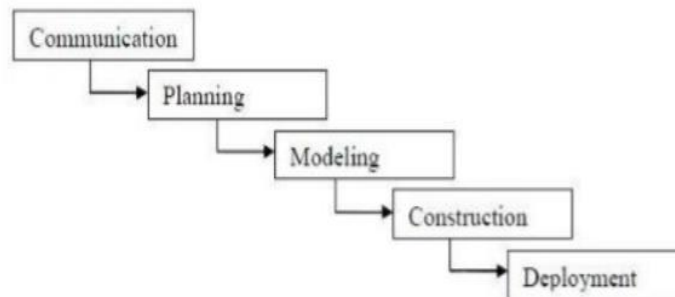 Communication
Planning
Modeling
Construction
Deployment